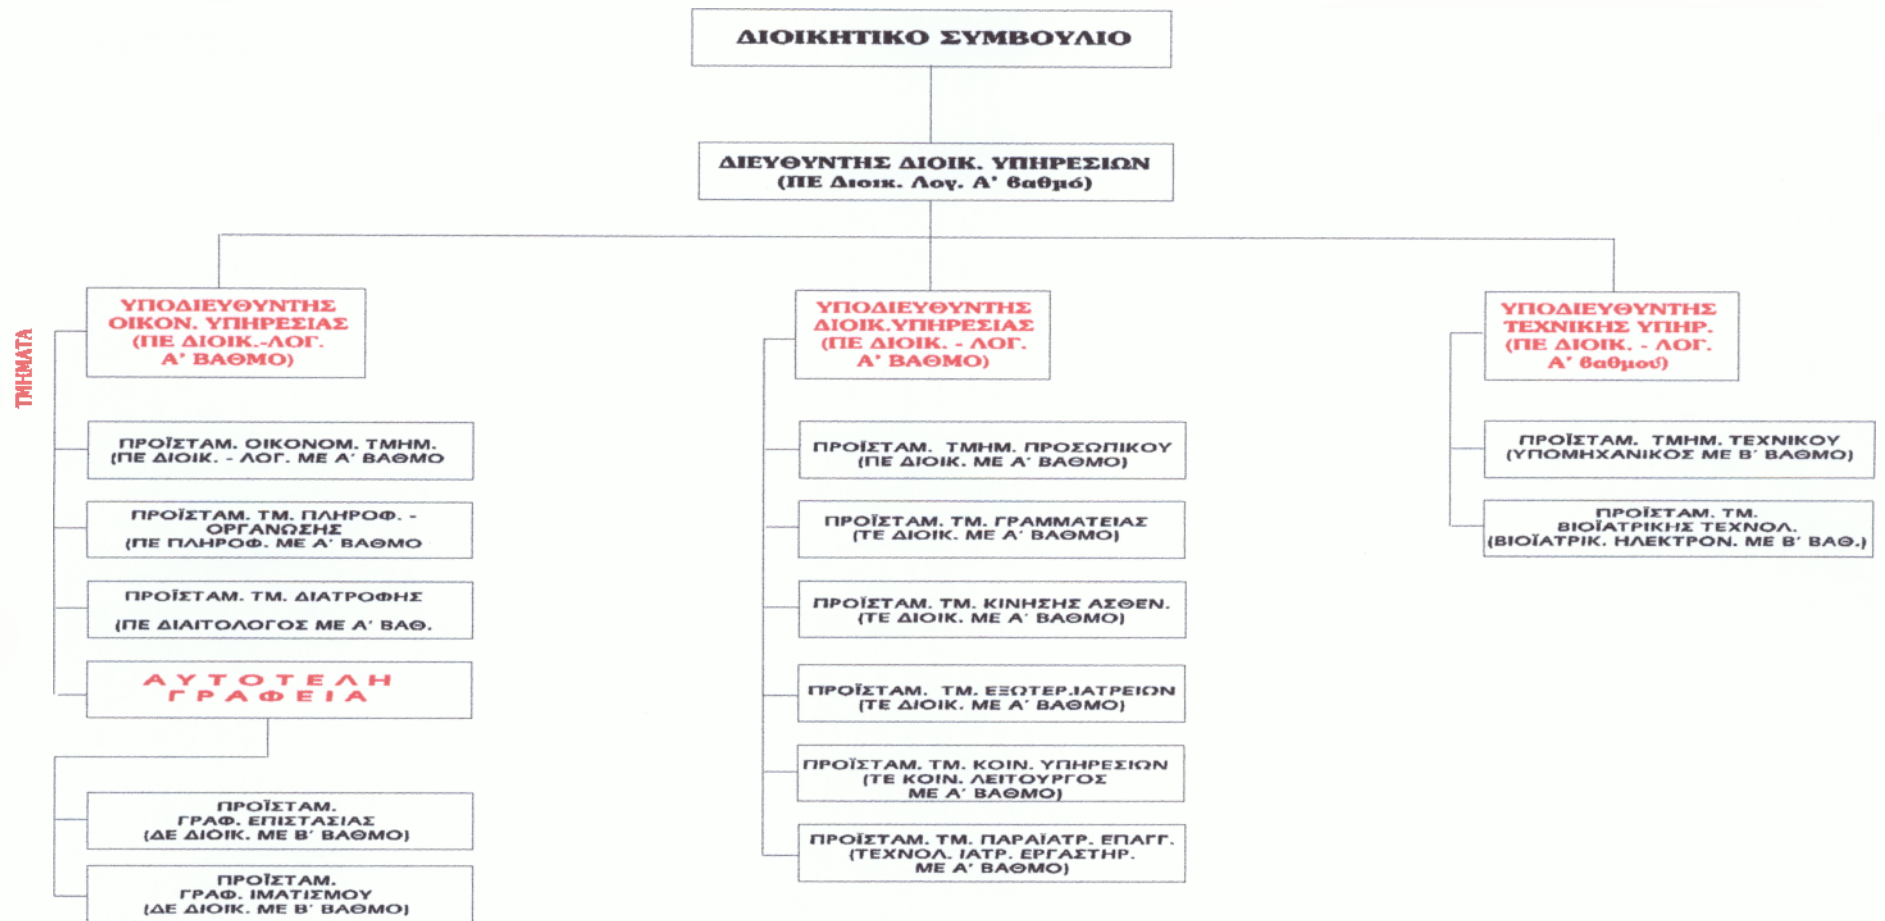 ΔΙΟΙΚΗΤΙΚΟ ΣΥΜΒΟΥΛΙΟ
ΔΙΕΥΘΥΝΤΗΣ ΔΙΟΙΚ. ΥΠΗΡΕΣΙΩΝ
(ΠΕ Διοικ. Λογ. Α' βαθμό)
ΤΜΗΜΑΤΑ
ΥΠΟΔΙΕΥΘΥΝΤΗΣ
ΟΙΚΟΝ. ΥΠΗΡΕΣΙΑΣ
(ΠΕ ΔΙΟΙΚ.-ΛΟΓ.
Α' ΒΑΘΜΟ)
ΠΡΟΪΣΤΑΜ. ΟΙΚΟΝΟΜ. ΤΜΗΜ.
(ΠΕ ΔΙΟΙΚ. - ΛΟΓ. ΜΕ Α' ΒΑΘΜΟ
ΠΡΟΪΣΤΑΜ. ΤΜ. ΠΛΗΡΟΦ. -
ΟΡΓΑΝΩΣΗΣ
(ΠΕ ΠΛΗΡΟΦ. ΜΕ Α' ΒΑΘΜΟ
ΠΡΟΪΣΤΑΜ. ΤΜ. ΔΙΑΤΡΟΦΗΣ
(ΠΕ ΔΙΑΙΤΟΛΟΓΟΣ ΜΕ Α' ΒΑΘ.
ΑΥΤΟΤΕΛΗ
ΓΡΑΦΕΙΑ
ΠΡΟΪΣΤΑΜ.
ΓΡΑΦ. ΕΠΙΣΤΑΣΙΑΣ
(ΔΕ ΔΙΟΙΚ. ΜΕ Β' ΒΑΘΜΟ)
ΠΡΟΪΣΤΑΜ.
ΓΡΑΦ. ΙΜΑΤΙΣΜΟΥ
(ΔΕ ΔΙΟΙΚ. ΜΕ Β' ΒΑΘΜΟ)
ΥΠΟΔΙΕΥΘΥΝΤΗΣ
ΔΙΟΙΚ.ΥΠΗΡΕΣΙΑΣ
(ΠΕ ΔΙΟΙΚ. - ΛΟΓ.
Α' ΒΑΘΜΟ)
ΠΡΟΪΣΤΑΜ. ΤΜΗΜ. ΠΡΟΣΩΠΙΚΟΥ
(ΠΕ ΔΙΟΙΚ. ΜΕ Α' ΒΑΘΜΟ)
ΠΡΟΪΣΤΑΜ. ΤΜ. ΓΡΑΜΜΑΤΕΙΑΣ
(ΤΕ ΔΙΟΙΚ. ΜΕ Α' ΒΑΘΜΟ)
ΠΡΟΪΣΤΑΜ. ΤΜ. ΚΙΝΗΣΗΣ ΑΣΘΕΝ.
(ΤΕ ΔΙΟΙΚ. ΜΕ Α' ΒΑΘΜΟ)
ΠΡΟΪΣΤΑΜ. ΤΜ. ΕΞΩΤΕΡ.ΙΑΤΡΕΙΩΝ
(ΤΕ ΔΙΟΙΚ. ΜΕ Α' ΒΑΘΜΟ)
ΠΡΟΪΣΤΑΜ. ΤΜ. ΚΟΙΝ. ΥΠΗΡΕΣΙΩΝ
(ΤΕ ΚΟΙΝ. ΛΕΙΤΟΥΡΓΟΣ
ΜΕ Α' ΒΑΘΜΟ)
ΠΡΟΪΣΤΑΜ. ΤΜ. ΠΑΡΑΪΑΤΡ. ΕΠΑΓΓ.
(ΤΕΧΝΟΛ. ΙΑΤΡ. ΕΡΓΑΣΤΗΡ.
ΜΕ Α' ΒΑΘΜΟ)
ΥΠΟΔΙΕΥΘΥΝΤΗΣ
ΤΕΧΝΙΚΗΣ ΥΠΗΡ.
(ΠΕ ΔΙΟΙΚ. - ΛΟΓ.
Α' βαθμού)
ΠΡΟΪΣΤΑΜ. ΤΜΗΜ. ΤΕΧΝΙΚΟΥ
(ΥΠΟΜΗΧΑΝΙΚΟΣ ΜΕ Β' ΒΑΘΜΟ)
ΠΡΟΪΣΤΑΜ. ΤΜ.
ΒΙΟΪΑΤΡΙΚΗΣ ΤΕΧΝΟΛ.
(ΒΙΟΪΑΤΡΙΚ. ΗΛΕΚΤΡΟΝ. ΜΕ Β' ΒΑΘ.)